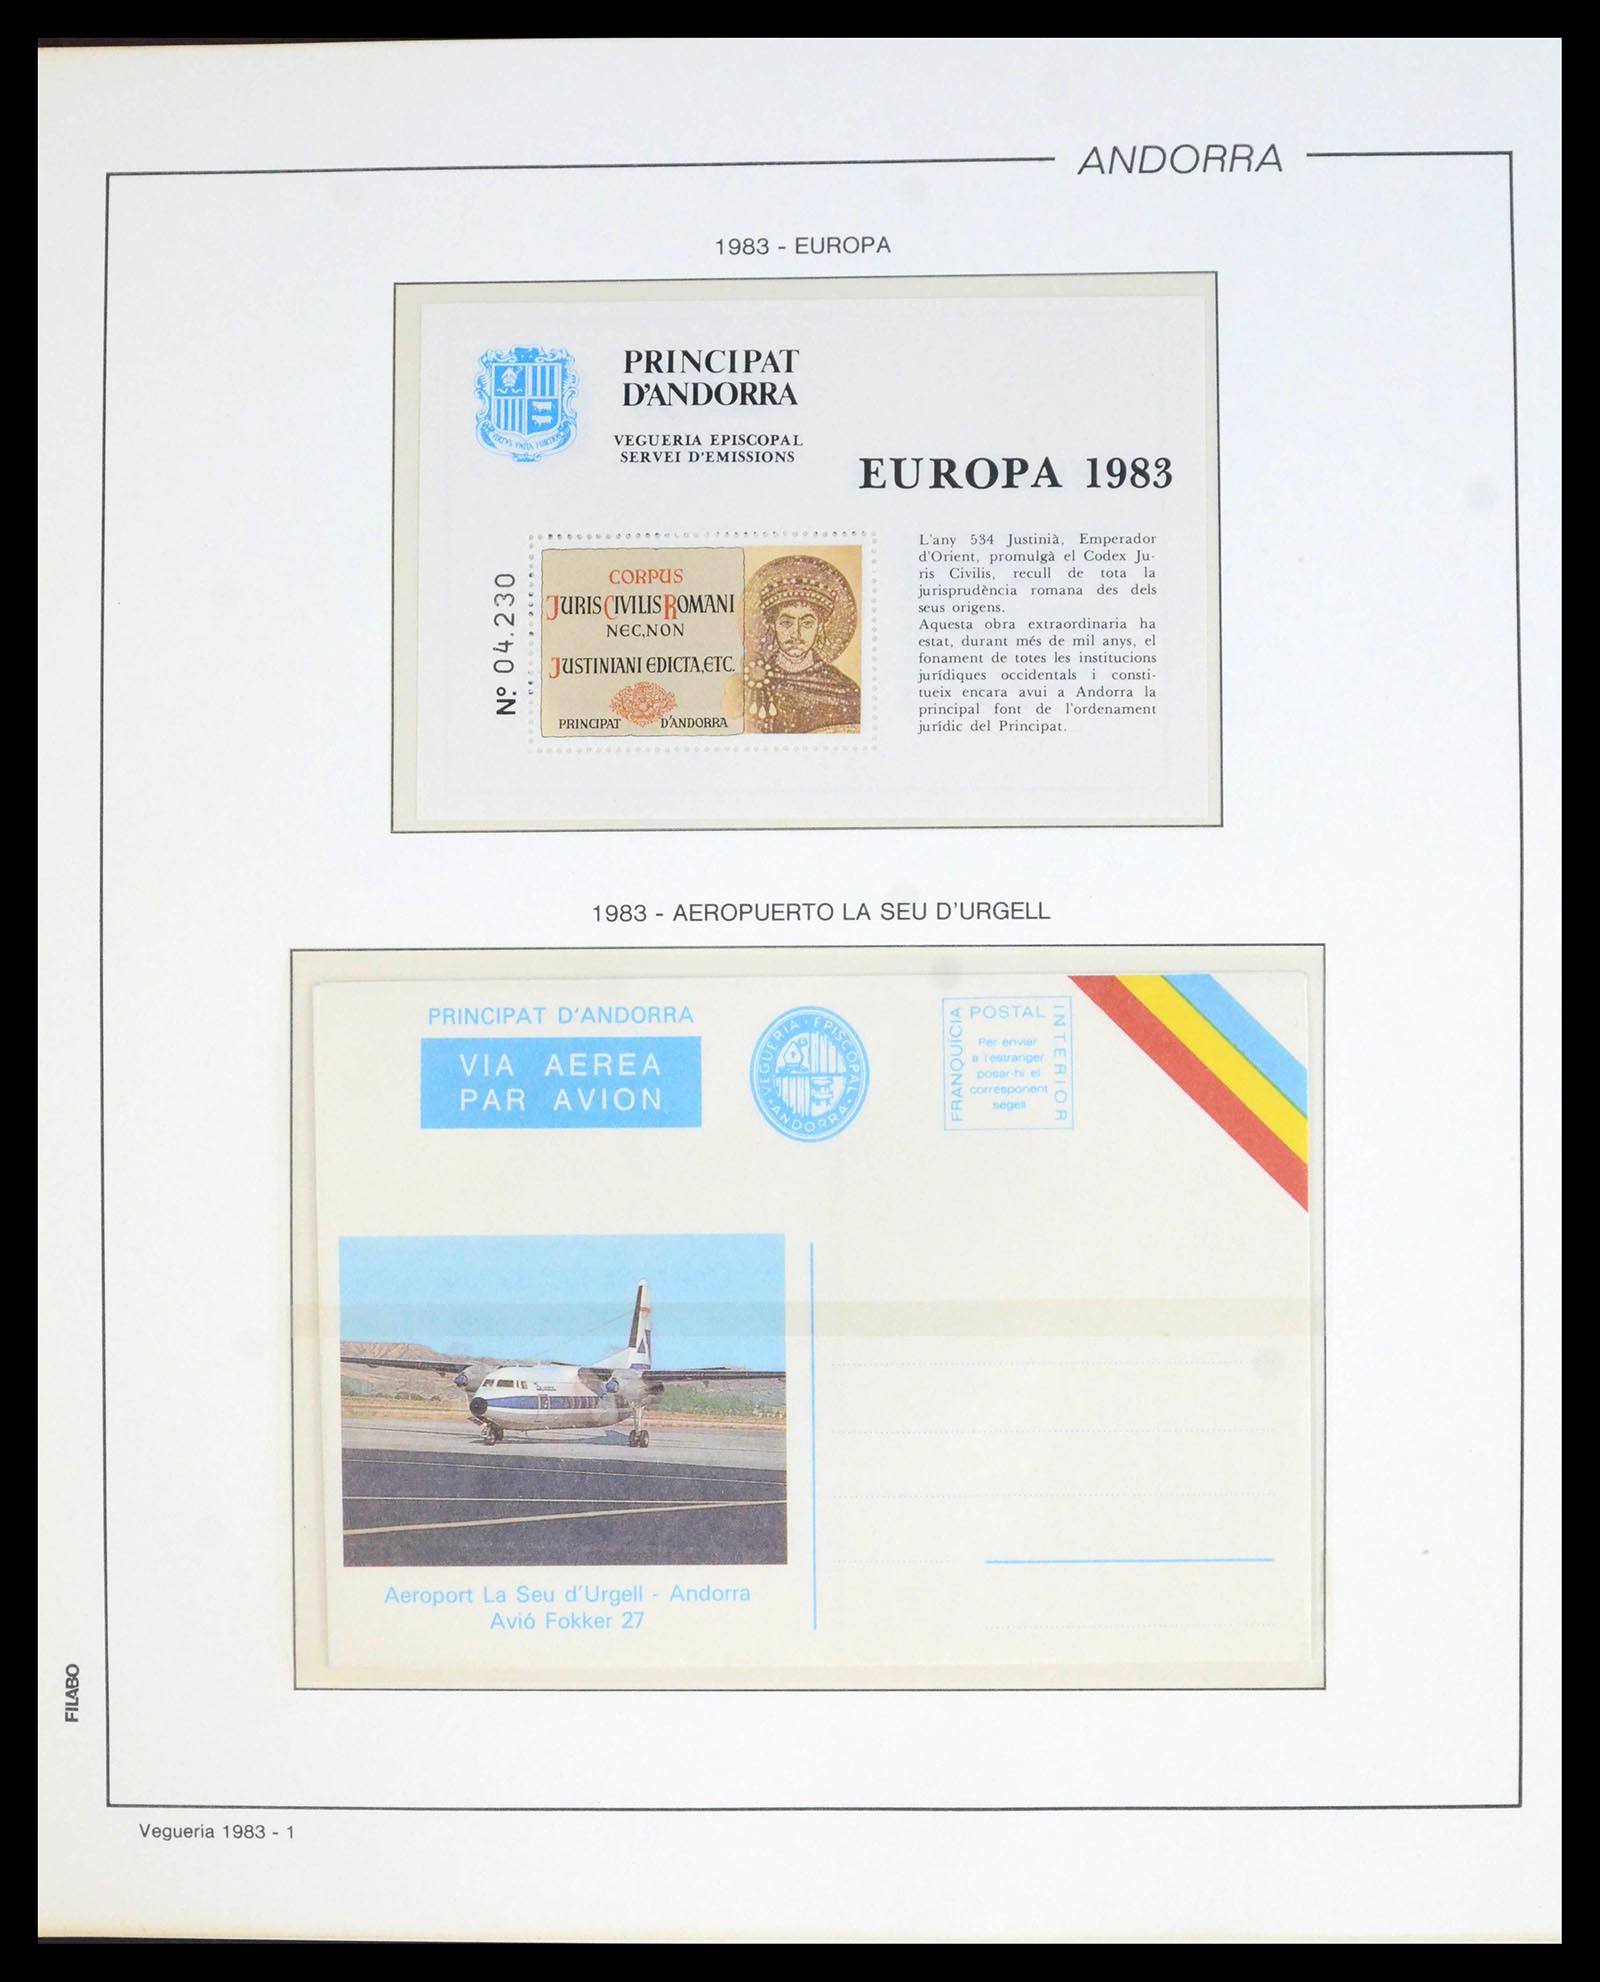 ANDORRA
1983 - EUROPA
PRINCIPAT
D'ANDORRA
VEGUERIA EPISCOPAL
SERVEI D'EMISSIONS
VIRTVS VNITA FORTIOR
EUROPA 1983
Nº 04.230
CORPUS
JURIS CIVILIS ROMANI
NEC, NON
JUSTINIANI EDICTA, ETC.
PRINCIPAT D'ANDORRA
L'any 534 Justinià, Emperador
d'Orient, promulgà el Codex Ju-
ris Civilis, recull de tota la
jurisprudència romana des dels
seus origens.
Aquesta obra extraordinaria ha
estat, durant més de mil anys, el
fonament de totes les institucions
jurídiques occidentals i consti-
tueix encara avui a Andorra la
principal font de l'ordenament
jurídic del Principat.
1983 - AEROPUERTO LA SEU D'URGELL
PRINCIPAT D'ANDORRA
VIA AEREA
PAR AVION
VEGUERIA · EPISCOPAL
· ANDORRA ·
FRANQUÍCIA
POSTAL
INTERIOR
Per enviar
a l'estranger
posar-hi el
corresponent
segell
Aeroport La Seu d'Urgell - Andorra
Avió Fokker 27
FILABO
Vegueria 1983 - 1